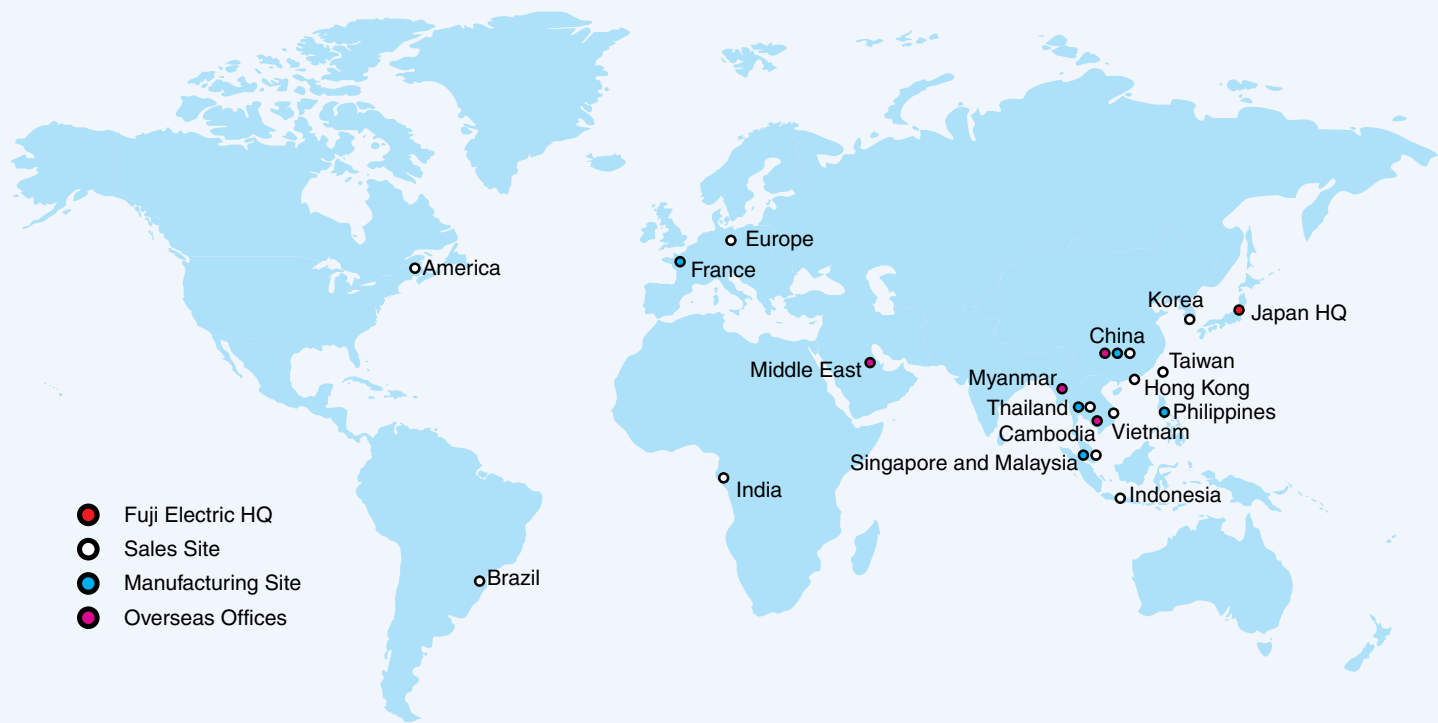 Europe
America
France
Korea
Japan HQ
China
Taiwan
Middle East
Myanmar
Hong Kong
Thailand
Philippines
Cambodia
Vietnam
Singapore and Malaysia
India
Indonesia
Fuji Electric HQ
Sales Site
Manufacturing Site
Overseas Offices
Brazil